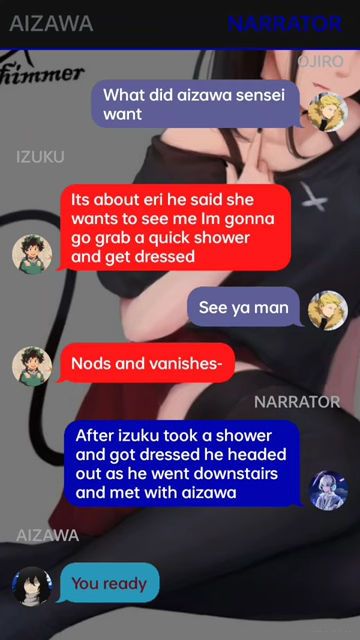 AIZAWA
NARRATOR
himmer
OJIRO
What did aizawa sensei
want
IZUKU
Its about eri he said she
wants to see me Im gonna
go grab a quick shower
and get dressed
See ya man
Nods and vanishes-
NARRATOR
After izuku took a shower
and got dressed he headed
out as he went downstairs
and met with aizawa
AIZAWA
You ready